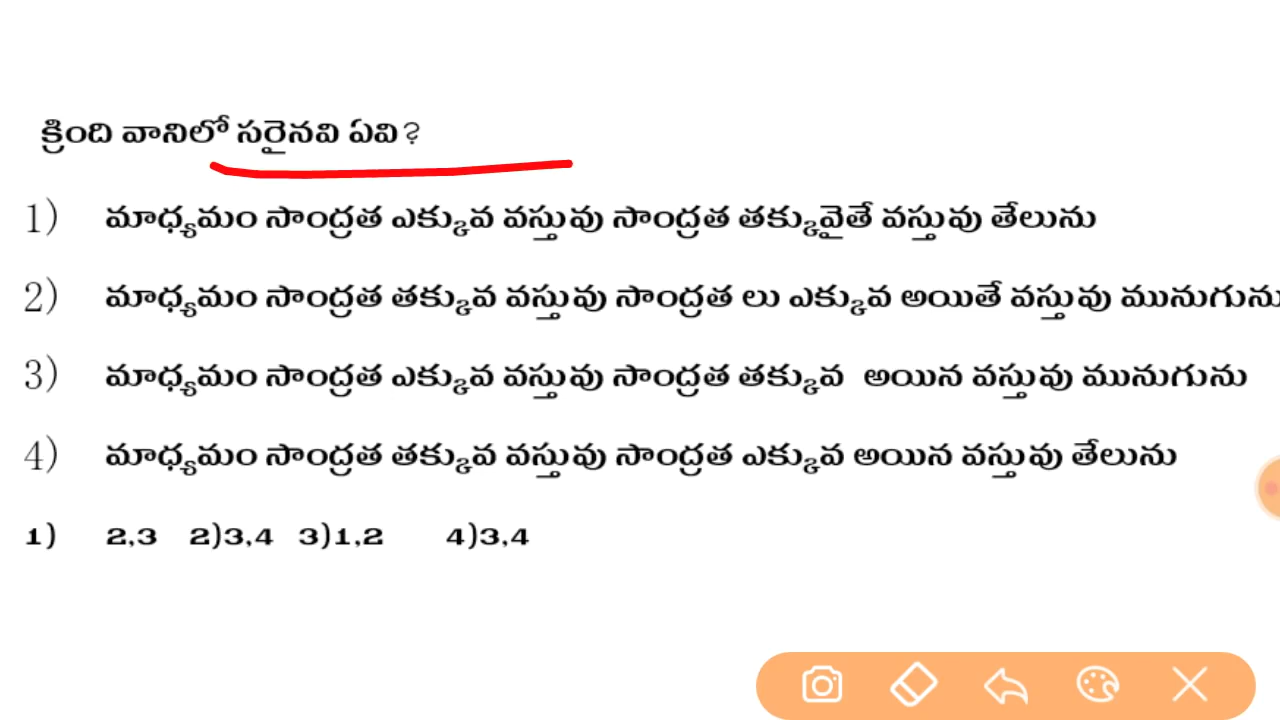 క్రింది వానిలో సరైనవి ఏవి?
1) మాధ్యమం సాంద్రత ఎక్కువ వస్తువు సాంద్రత తక్కువైతే వస్తువు తేలును
2) మాధ్యమం సాంద్రత తక్కువ వస్తువు సాంద్రత లు ఎక్కువ అయితే వస్తువు మునుగును
3) మాధ్యమం సాంద్రత ఎక్కువ వస్తువు సాంద్రత తక్కువ అయిన వస్తువు మునుగును
4) మాధ్యమం సాంద్రత తక్కువ వస్తువు సాంద్రత ఎక్కువ అయిన వస్తువు తేలును
1) 2,3 2)3,4 3)1,2 4)3,4